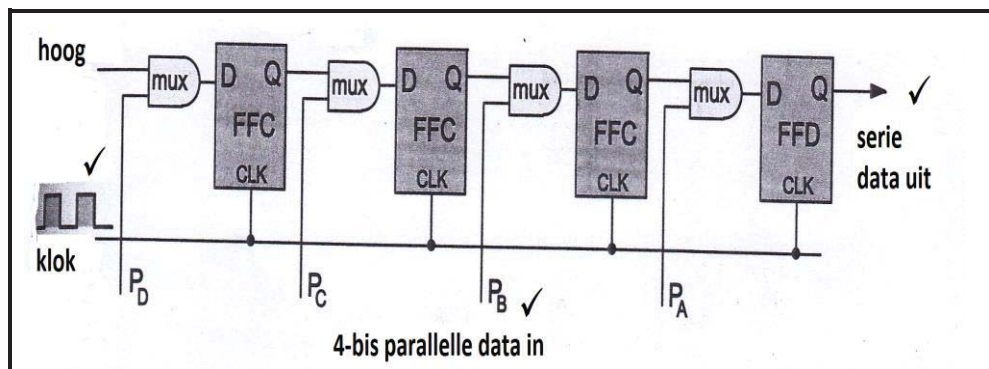 hoog
mux
D Q
FFC
CLK
mux
D Q
FFC
CLK
mux
D Q
FFC
CLK
mux
D Q
FFD
CLK
✓
serie
data uit
✓
klok
P_D
P_C
P_B ✓
P_A
4-bis parallelle data in